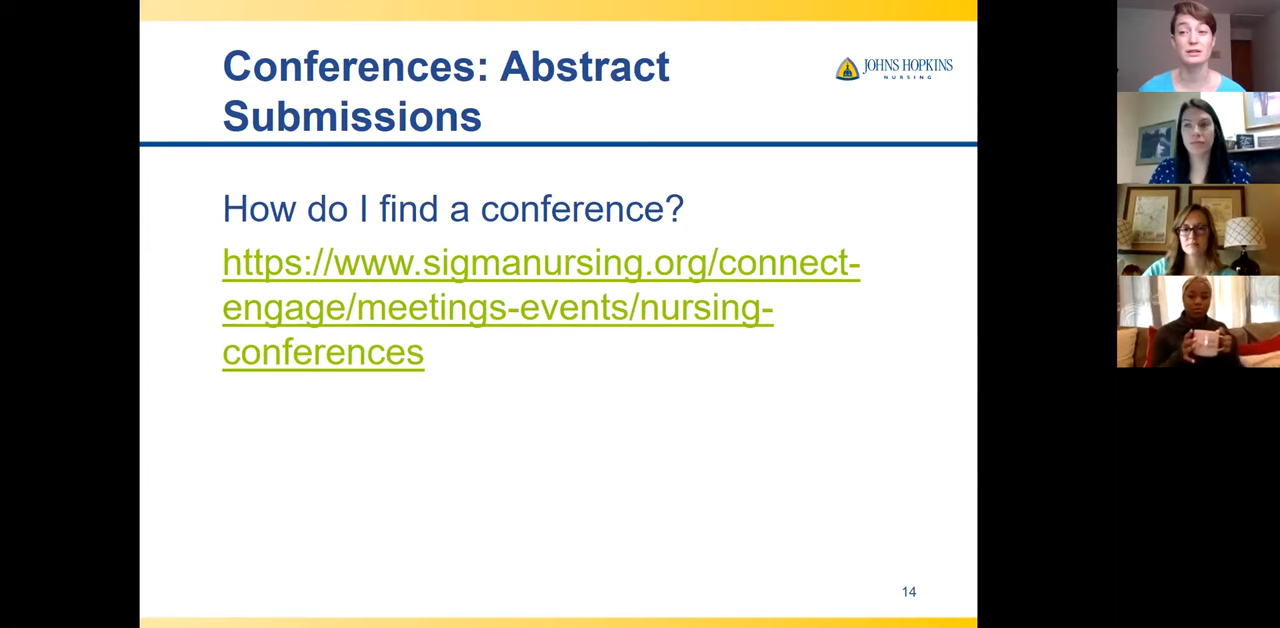 Conferences: Abstract
Submissions
JOHNS HOPKINS
NURSING
How do I find a conference?
https://www.sigmanursing.org/connect-
engage/meetings-events/nursing-
conferences
14